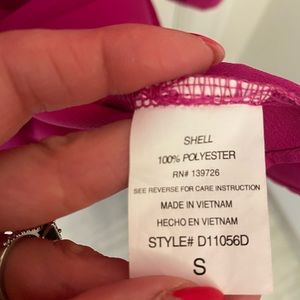 SHELL
100% POLYESTER
RN# 139726
SEE REVERSE FOR CARE INSTRUCTION
MADE IN VIETNAM
HECHO EN VIETNAM
STYLE# D11056D
S